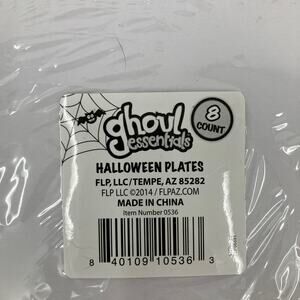 ghoul
essentials
8
COUNT
HALLOWEEN PLATES
FLP, LLC/TEMPE, AZ 85282
FLP LLC ©2014 / FLPAZ.COM
MADE IN CHINA
Item Number 0536
8 40109 10536 3